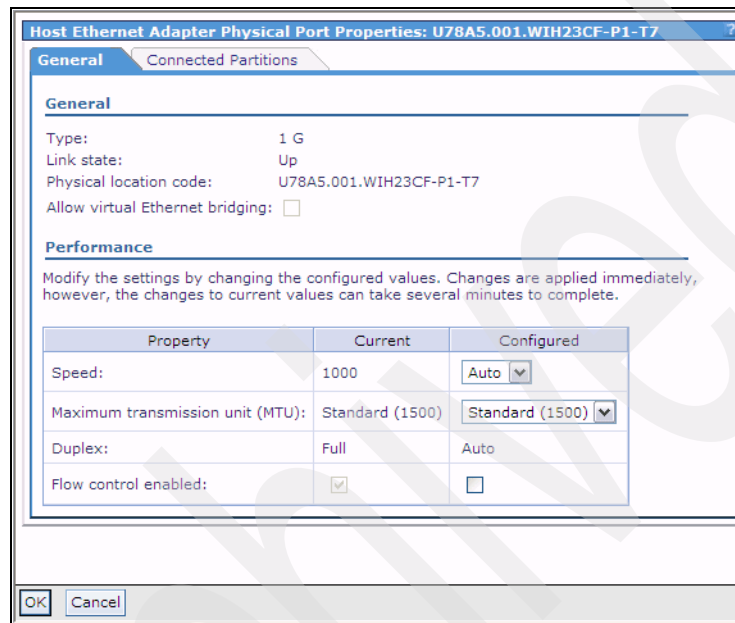 Host Ethernet Adapter Physical Port Properties: U78A5.001.WIH23CF-P1-T7 ?
General Connected Partitions
General
Type: 1 G
Link state: Up
Physical location code: U78A5.001.WIH23CF-P1-T7
Allow virtual Ethernet bridging:
Performance
Modify the settings by changing the configured values. Changes are applied immediately,
however, the changes to current values can take several minutes to complete.
Property Current Configured
Speed: 1000 Auto
Maximum transmission unit (MTU): Standard (1500) Standard (1500)
Duplex: Full Auto
Flow control enabled:
OK Cancel